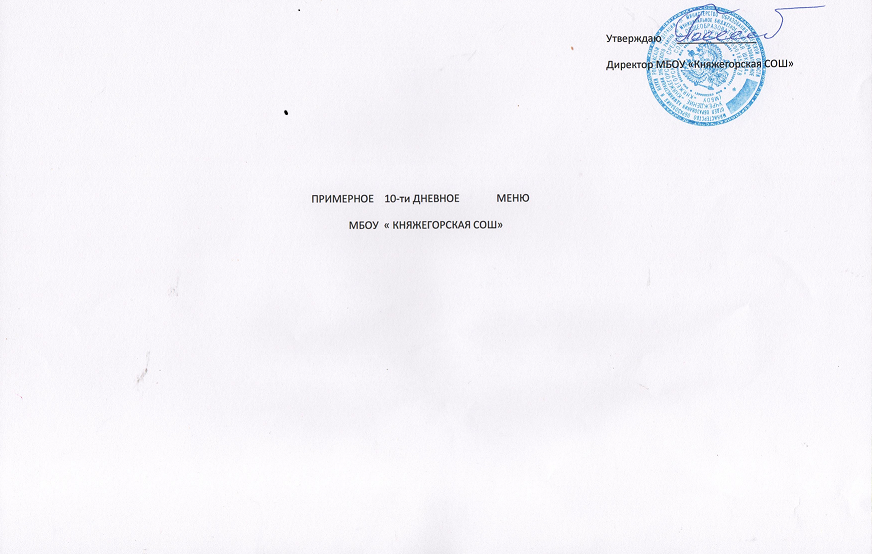 Утверждаю
Директор МБОУ «Княжегорская СОШ»
ПРИМЕРНОЕ 10-ти ДНЕВНОЕ МЕНЮ
МБОУ « КНЯЖЕГОРСКАЯ СОШ»